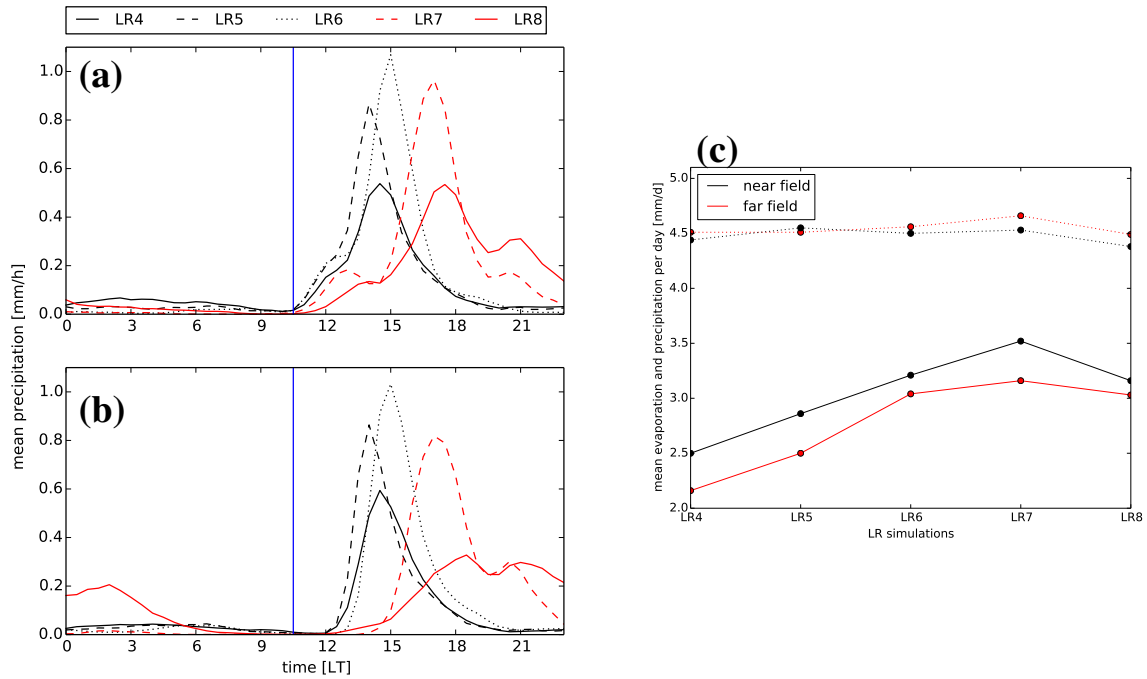 LR4 LR5 LR6 LR7 LR8
(a)
1.0
0.8
0.6
0.4
0.2
0.0
0 3 6 9 12 15 18 21
mean precipitation [mm/h]
(b)
1.0
0.8
0.6
0.4
0.2
0.0
0 3 6 9 12 15 18 21
time [LT]
(c)
near field
far field
5.0
4.5
4.0
3.5
3.0
2.5
2.0
mean evaporation and precipitation per day [mm/d]
LR4 LR5 LR6 LR7 LR8
LR simulations